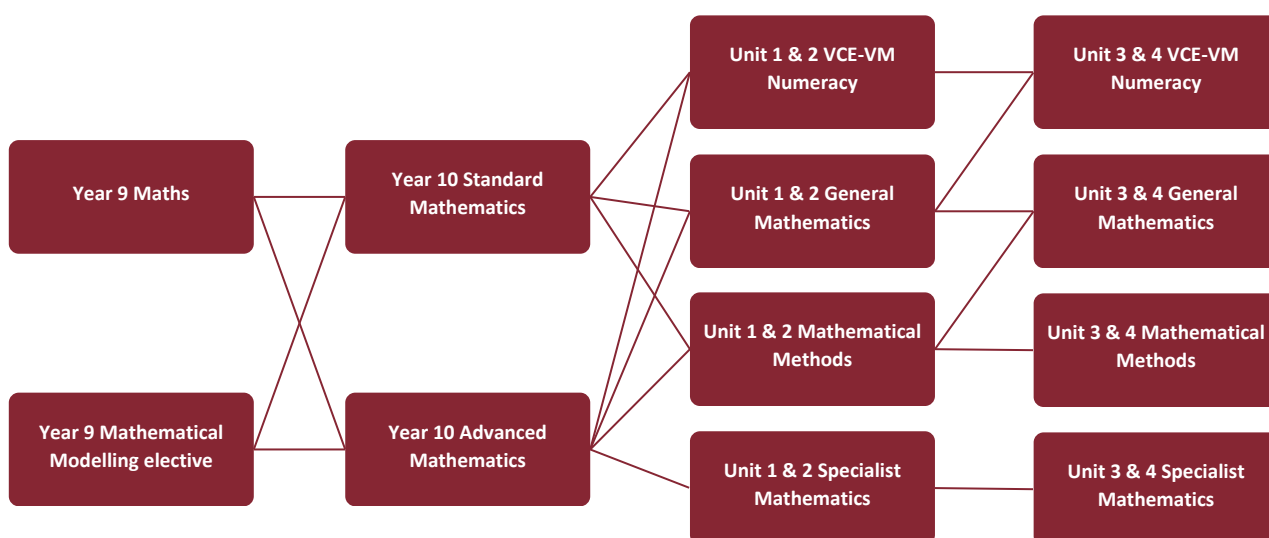 Year 9 Maths
Year 9 Mathematical
Modelling elective
Year 10 Standard
Mathematics
Year 10 Advanced
Mathematics
Unit 1 & 2 VCE-VM
Numeracy
Unit 1 & 2 General
Mathematics
Unit 1 & 2 Mathematical
Methods
Unit 1 & 2 Specialist
Mathematics
Unit 3 & 4 VCE-VM
Numeracy
Unit 3 & 4 General
Mathematics
Unit 3 & 4 Mathematical
Methods
Unit 3 & 4 Specialist
Mathematics